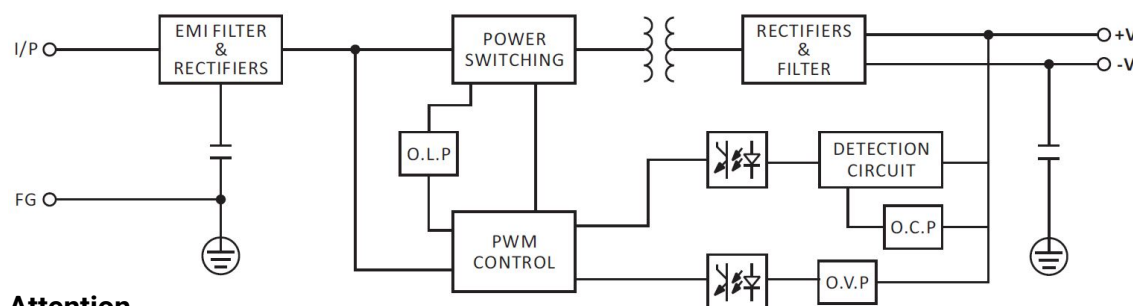 EMI FILTER
&
RECTIFIERS
POWER
SWITCHING
RECTIFIERS
&
FILTER
+V
-V
I/P
O.L.P
DETECTION
CIRCUIT
FG
PWM
CONTROL
O.C.P
O.V.P
Attention